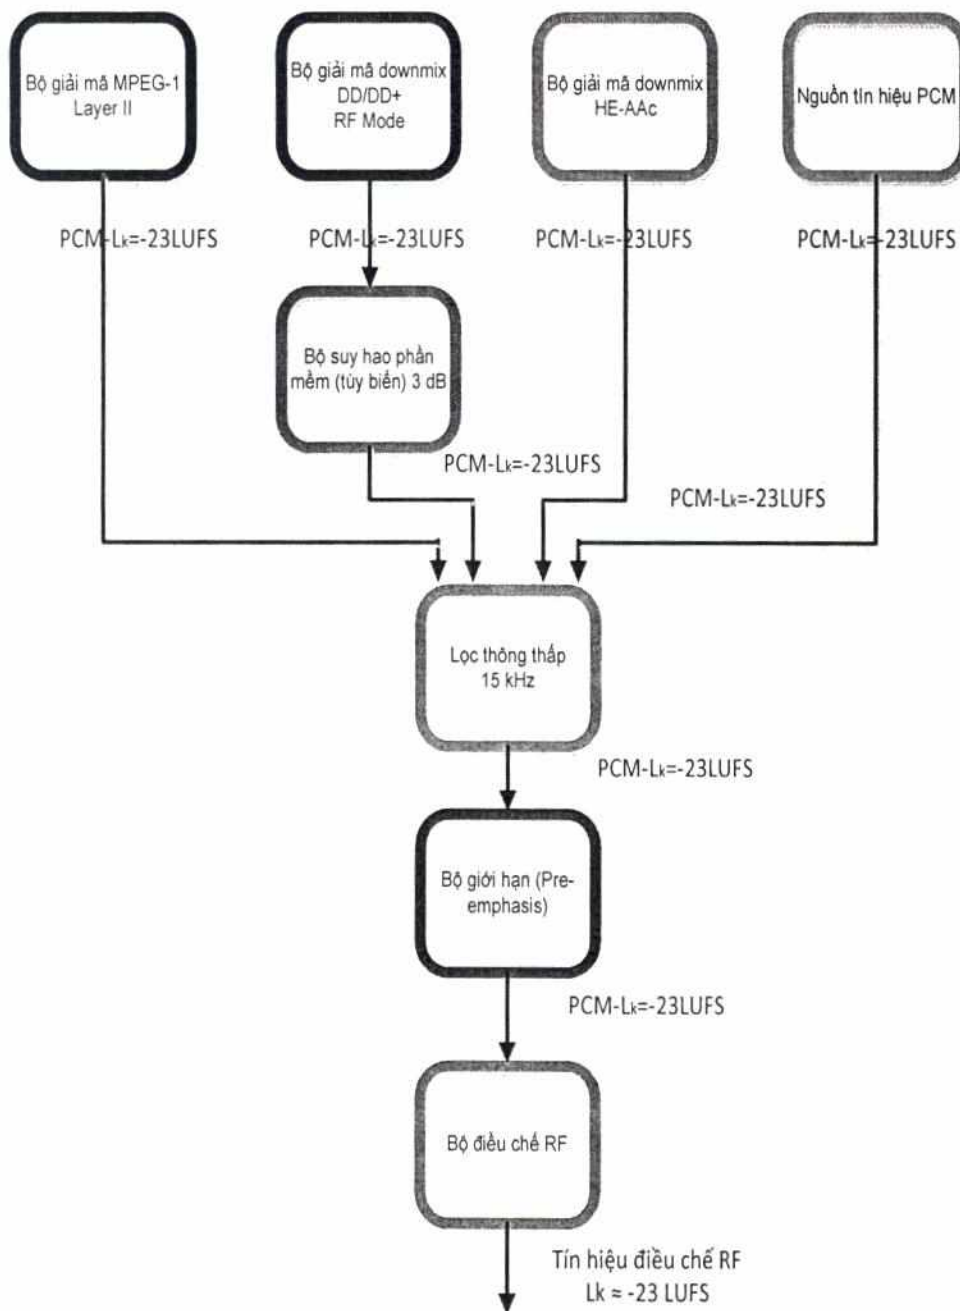 Bộ giải mã MPEG-1
Layer II
Bộ giải mã downmix
DD/DD+
RF Mode
Bộ giải mã downmix
HE-AAc
Nguồn tín hiệu PCM
PCM-Lk=-23LUFS
PCM-Lk=-23LUFS
PCM-Lk=-23LUFS
PCM-Lk=-23LUFS
Bộ suy hao phần
mềm (tùy biến) 3 dB
PCM-Lk=-23LUFS
PCM-Lk=-23LUFS
Lọc thông thấp
15 kHz
PCM-Lk=-23LUFS
Bộ giới hạn (Pre-
emphasis)
PCM-Lk=-23LUFS
Bộ điều chế RF
Tín hiệu điều chế RF
Lk ≈ -23 LUFS